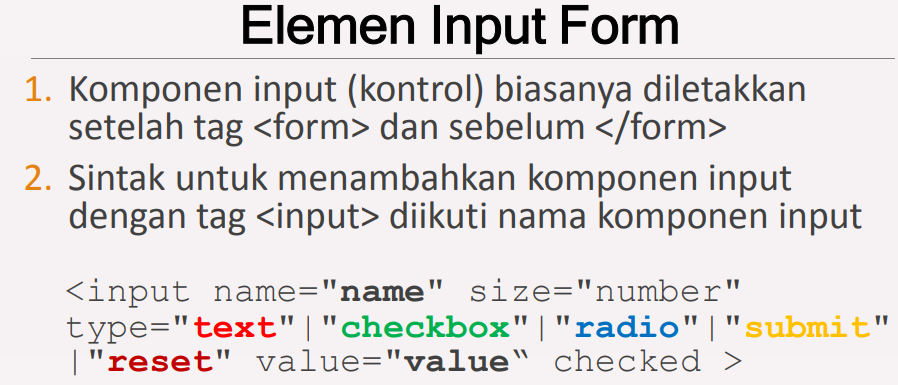 Elemen Input Form
1. Komponen input (kontrol) biasanya diletakkan
setelah tag <form> dan sebelum </form>
2. Sintak untuk menambahkan komponen input
dengan tag <input> diikuti nama komponen input
<input name="name" size="number"
type="text"|"checkbox"|"radio"|"submit"
|"reset" value="value‟ checked >